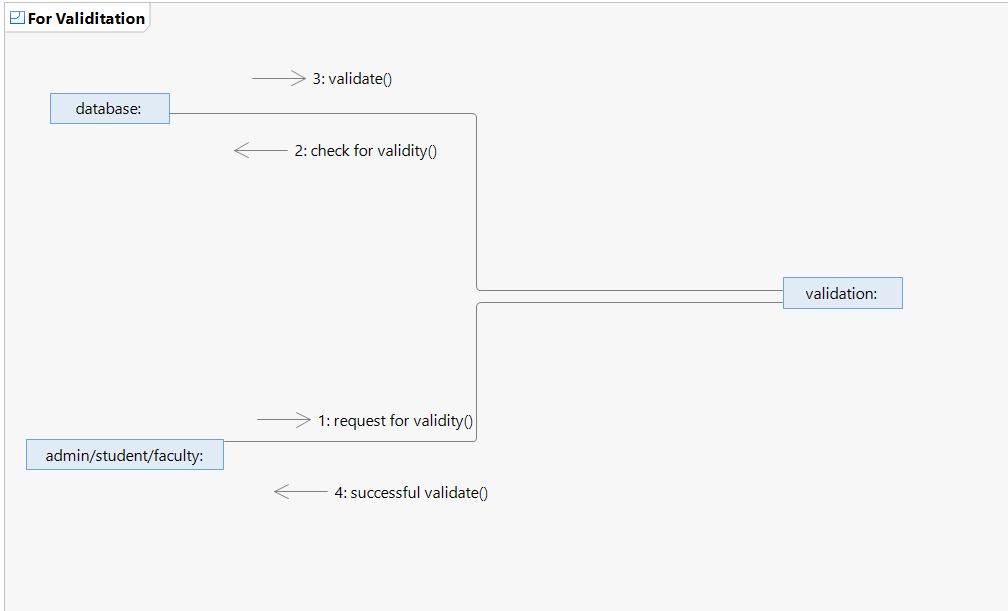 For Validitation
3: validate()
database:
2: check for validity()
validation:
1: request for validity()
admin/student/faculty:
4: successful validate()